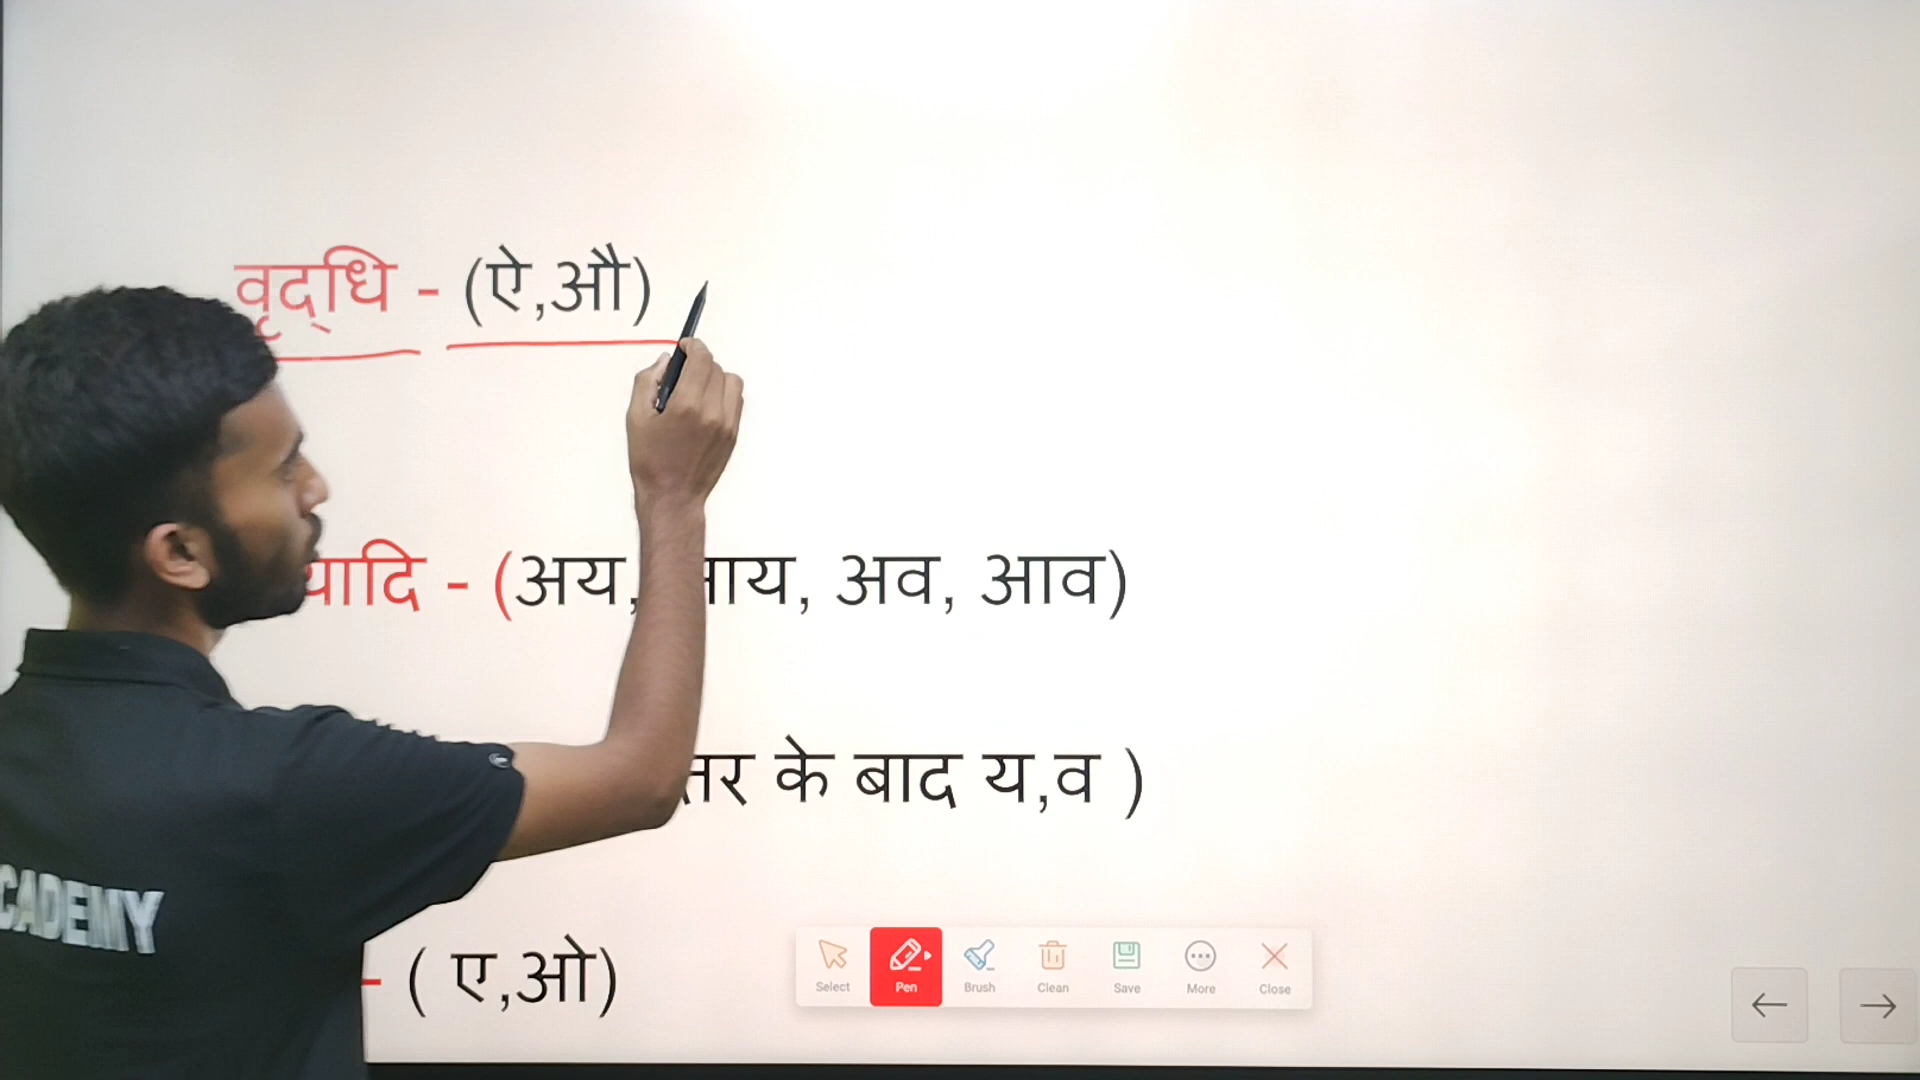 वृद्‌धि - (ऐ,औ)
यादि - (अय, ाय, अव, आव)
तर के बाद य,व )
- ( ए,ओ)
CADEMY
Select Pen Brush Clean Save More Close